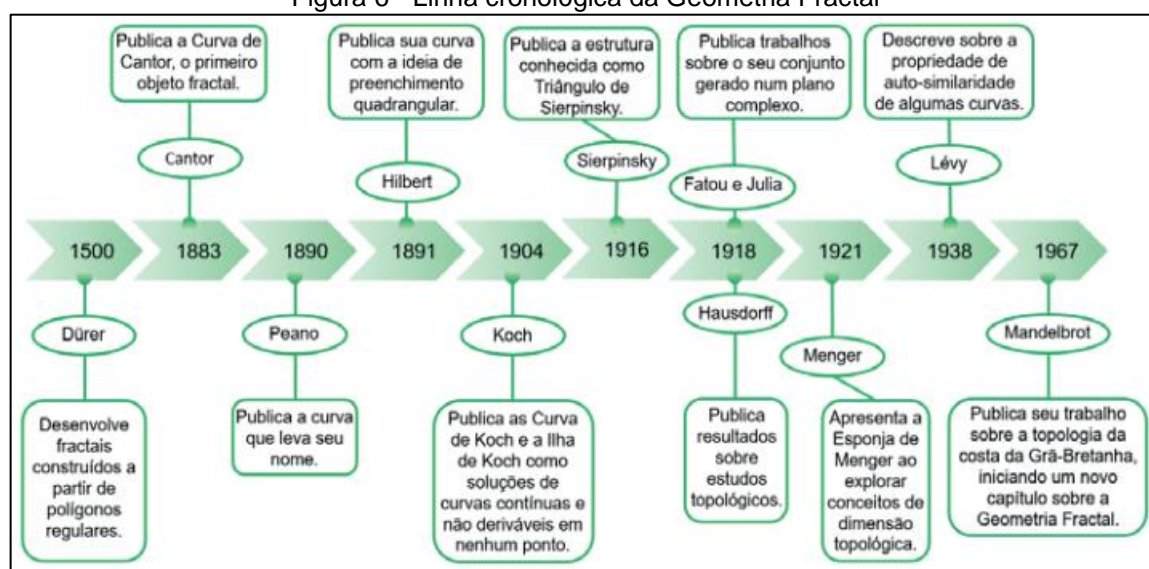 Figura 6 - Linha cronológica da Geometria Fractal
Publica a Curva de
Cantor, o primeiro
objeto fractal.
Publica sua curva
com a ideia de
preenchimento
quadrangular.
Publica a estrutura
conhecida como
Triângulo de
Sierpinsky.
Publica trabalhos
sobre o seu conjunto
gerado num plano
complexo.
Descreve sobre a
propriedade de
auto-similaridade
de algumas curvas.
Cantor
Hilbert
Sierpinsky
Fatou e Julia
Lévy
1500
1883
1890
1891
1904
1916
1918
1921
1938
1967
Dürer
Peano
Koch
Hausdorff
Menger
Mandelbrot
Desenvolve
fractais
construídos a
partir de
polígonos
regulares.
Publica a curva
que leva seu
nome.
Publica as Curva
de Koch e a Ilha
de Koch como
soluções de
curvas contínuas e
não deriváveis em
nenhum ponto.
Publica
resultados
sobre
estudos
topológicos.
Apresenta a
Esponja de
Menger ao
explorar
conceitos de
dimensão
topológica.
Publica seu trabalho
sobre a topologia da
costa da Grã-Bretanha,
iniciando um novo
capítulo sobre a
Geometria Fractal.